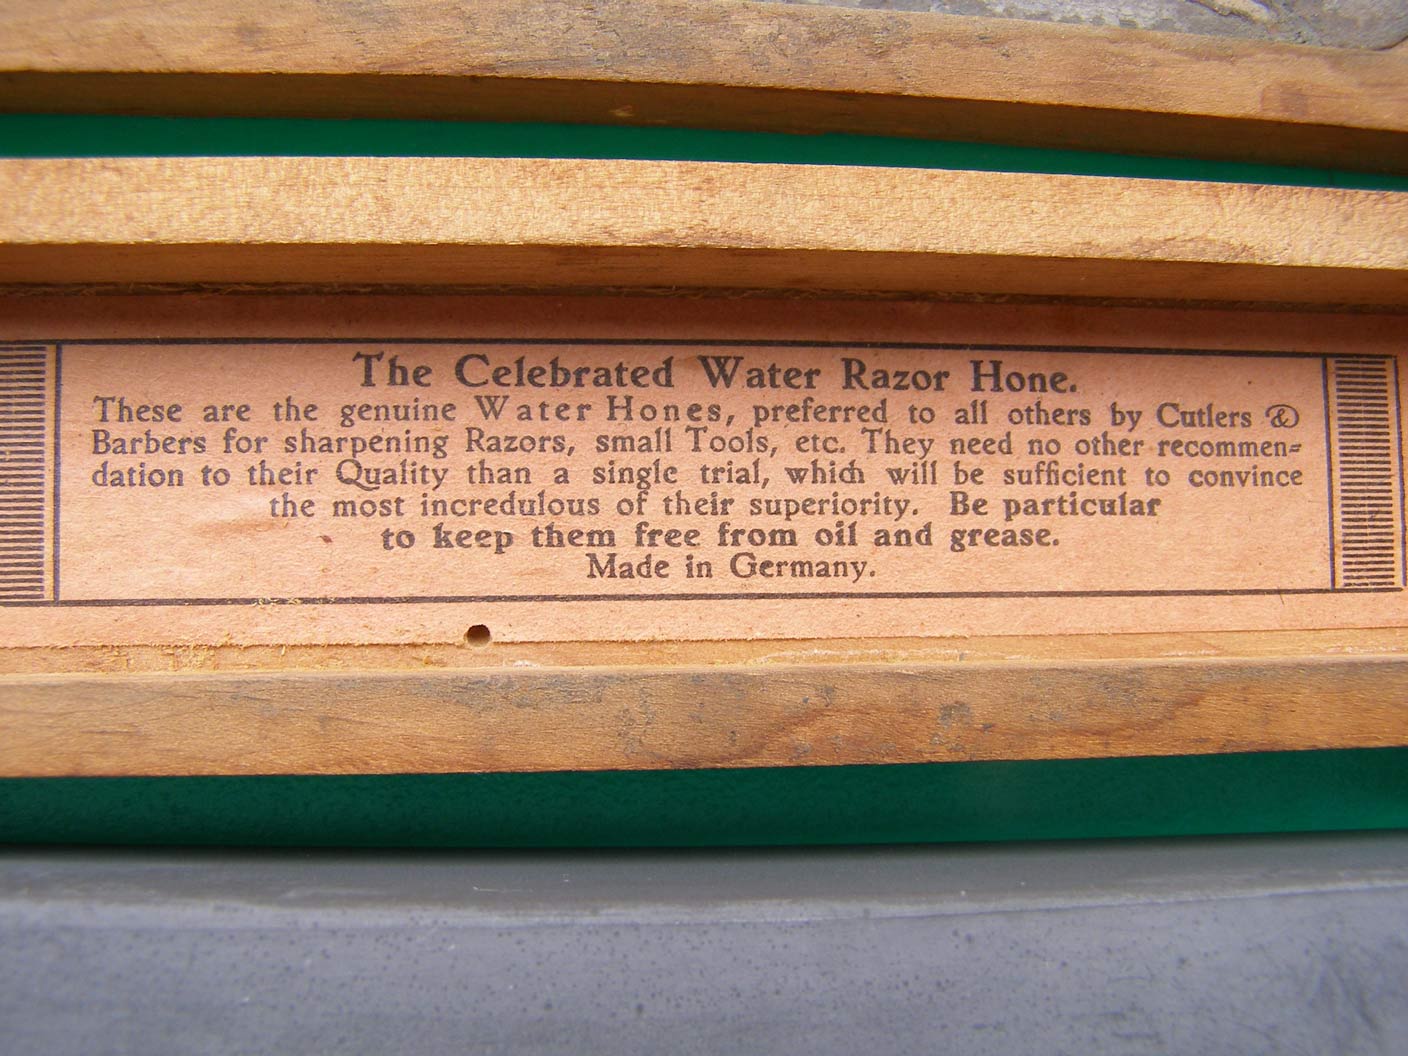 The Celebrated Water Razor Hone.
These are the genuine Water Hones, preferred to all others by Cutlers &
Barbers for sharpening Razors, small Tools, etc. They need no other recommen=
dation to their Quality than a single trial, which will be sufficient to convince
the most incredulous of their superiority. Be particular
to keep them free from oil and grease.
Made in Germany.